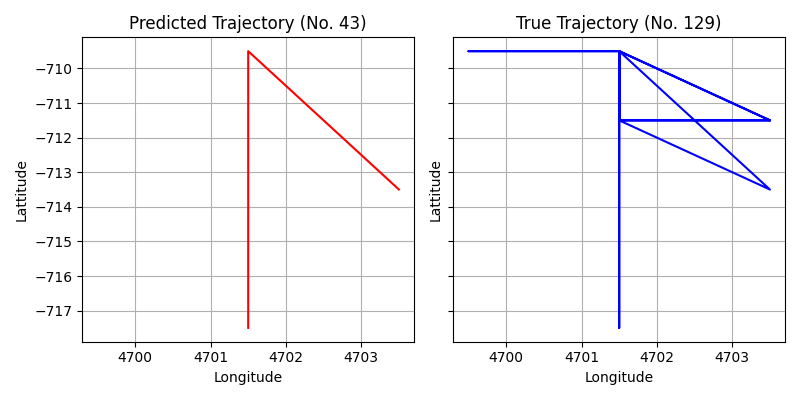 Predicted Trajectory (No. 43)
True Trajectory (No. 129)
Lattitude
−710
−711
−712
−713
−714
−715
−716
−717
4700 4701 4702 4703
Longitude
Lattitude
4700 4701 4702 4703
Longitude